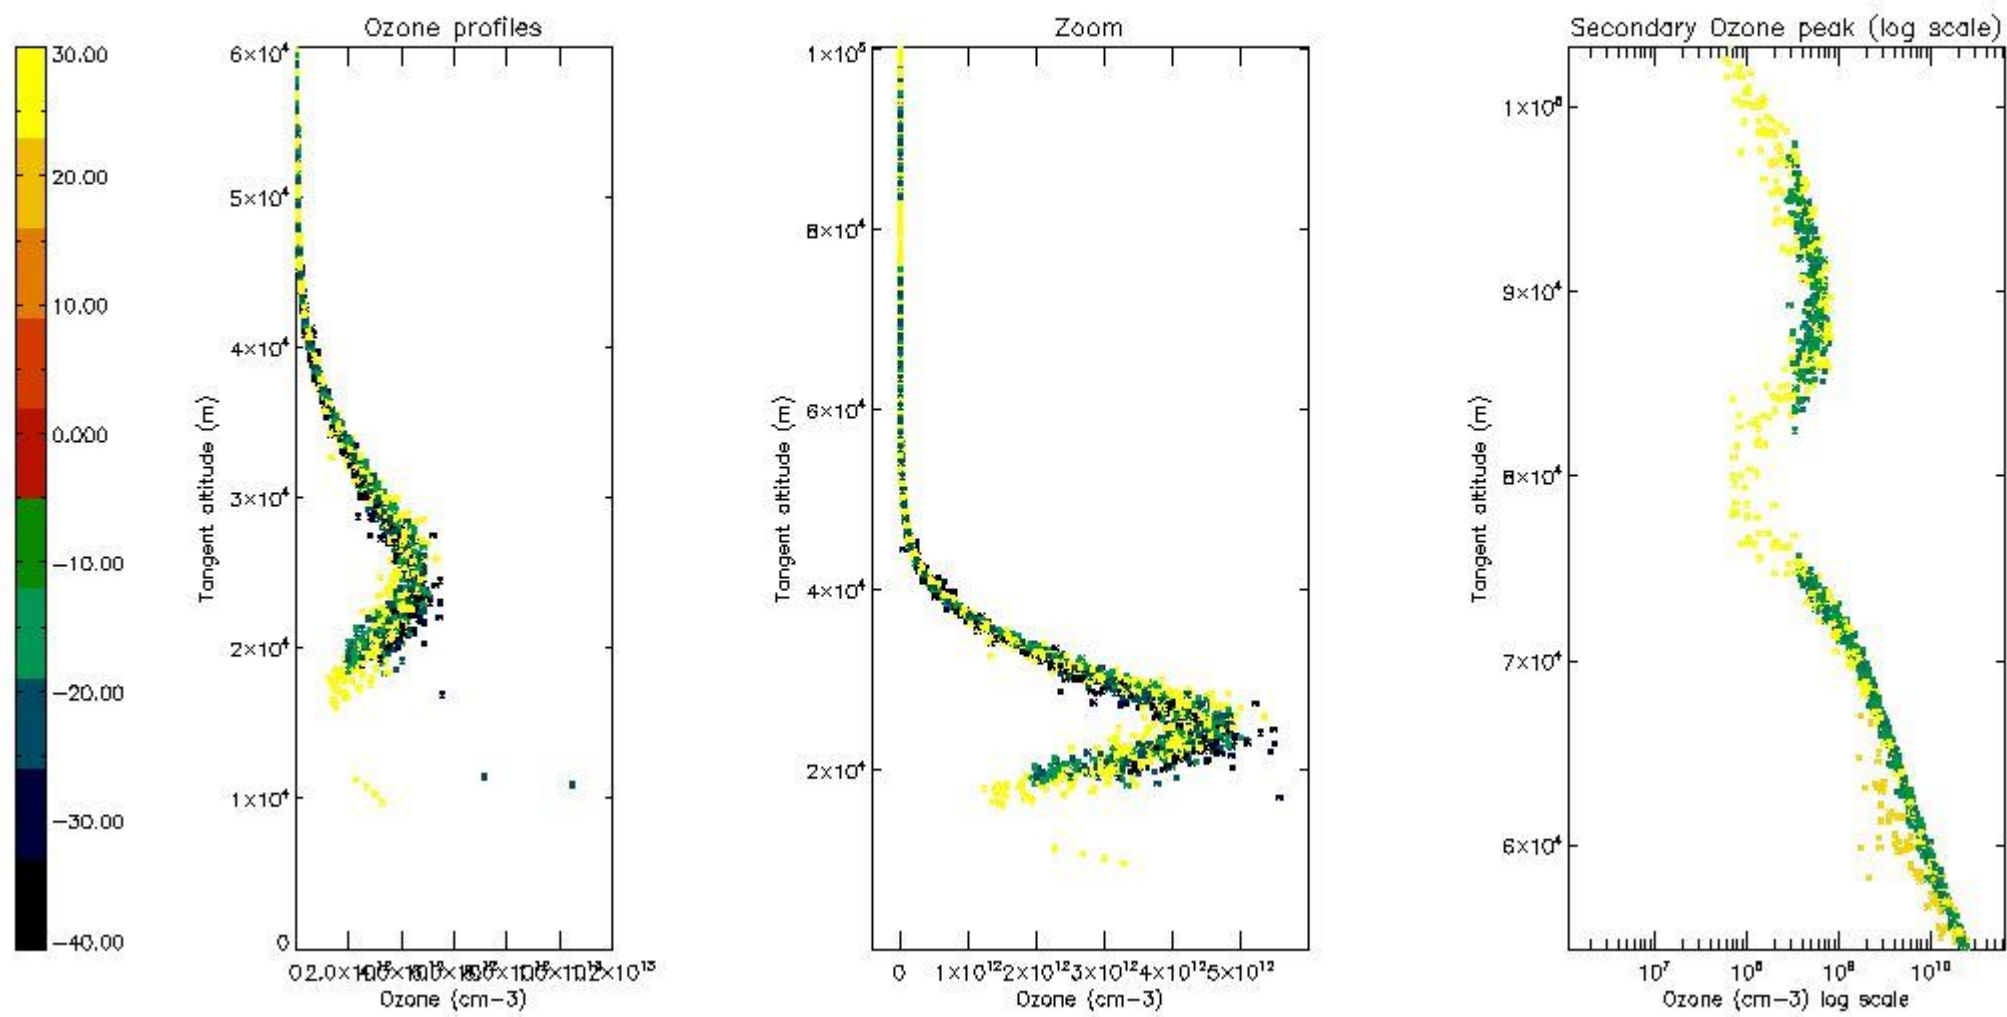 Ozone profiles
Zoom
Secondary Ozone peak (log scale)
30.00
20.00
10.00
0.000
-10.00
-20.00
-30.00
-40.00
6×10⁴
5×10⁴
4×10⁴
3×10⁴
2×10⁴
1×10⁴
0
Tangent altitude (m)
Ozone (cm-3)
1×10⁵
8×10⁴
6×10⁴
4×10⁴
2×10⁴
Tangent altitude (m)
0 1×10¹² 2×10¹² 3×10¹² 4×10¹² 5×10¹²
Ozone (cm-3)
9×10⁴
8×10⁴
7×10⁴
6×10⁴
Tangent altitude (m)
10⁷ 10⁸ 10⁹ 10¹⁰
Ozone (cm-3) log scale